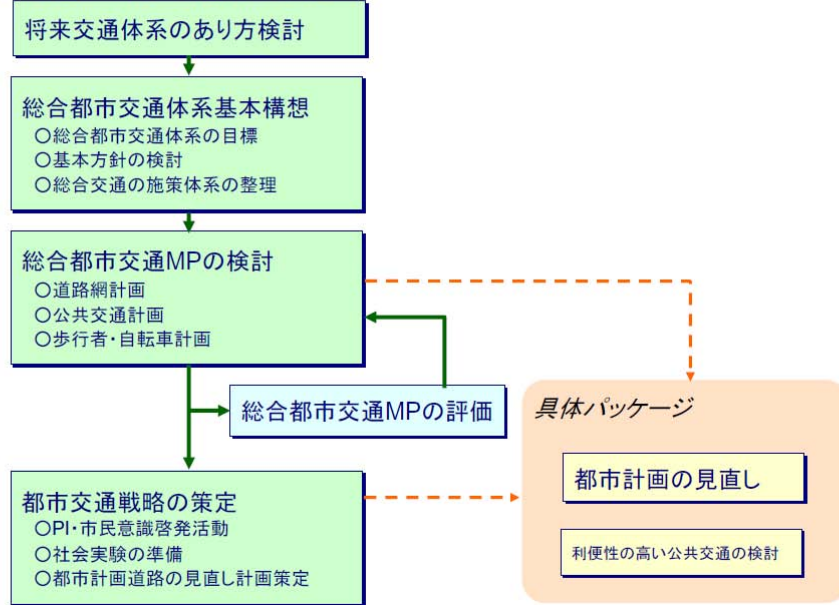 将来交通体系のあり方検討
総合都市交通体系基本構想
○総合都市交通体系の目標
○基本方針の検討
○総合交通の施策体系の整理
総合都市交通MPの検討
○道路網計画
○公共交通計画
○歩行者・自転車計画
総合都市交通MPの評価
都市交通戦略の策定
○PI・市民意識啓発活動
○社会実験の準備
○都市計画道路の見直し計画策定
具体パッケージ
都市計画の見直し
利便性の高い公共交通の検討